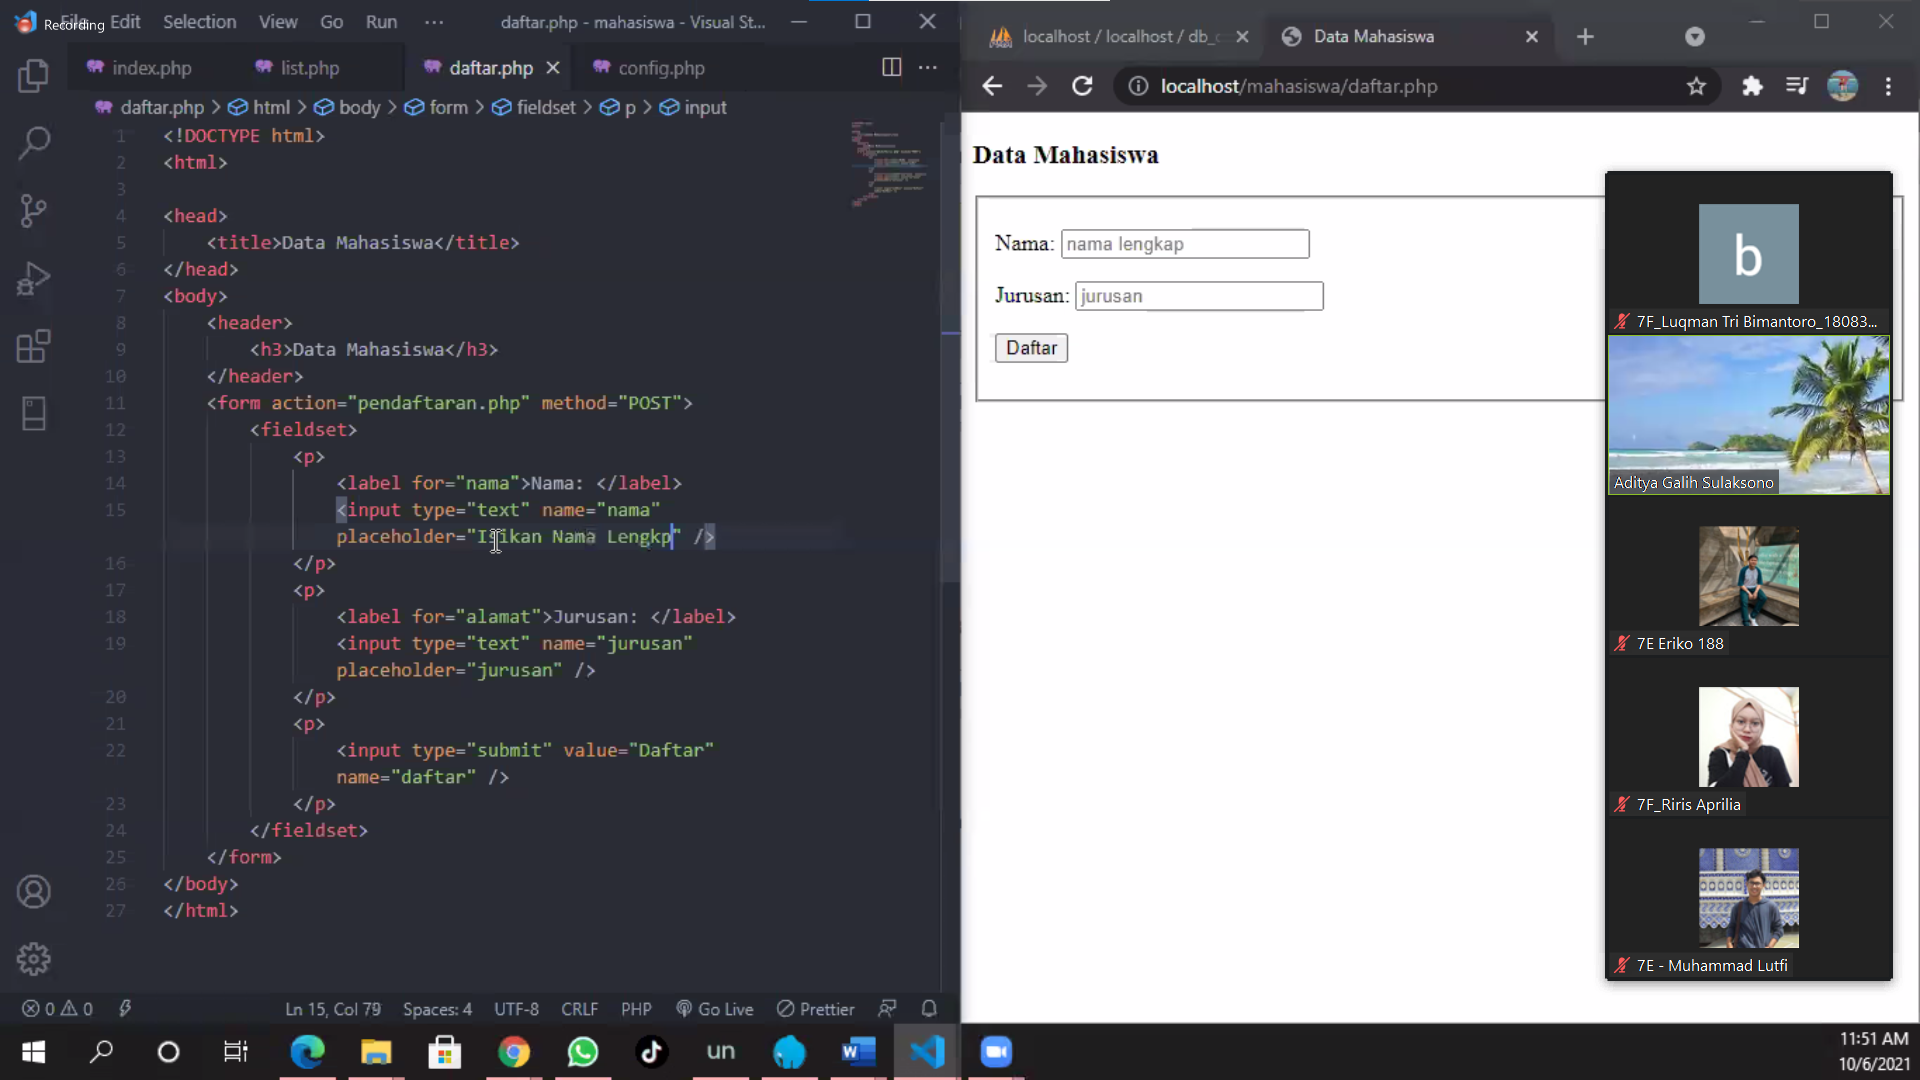 Recording
Edit Selection View Go Run ··· daftar.php - mahasiswa - Visual St...
index.php list.php daftar.php config.php
daftar.php > html > body > form > fieldset > p > input
1 <!DOCTYPE html>
2 <html>
3
4 <head>
5 <title>Data Mahasiswa</title>
6 </head>
7 <body>
8 <header>
9 <h3>Data Mahasiswa</h3>
10 </header>
11 <form action="pendaftaran.php" method="POST">
12 <fieldset>
13 <p>
14 <label for="nama">Nama: </label>
15 <input type="text" name="nama"
placeholder="Isikan Nama Lengkp" />
16 </p>
17 <p>
18 <label for="alamat">Jurusan: </label>
19 <input type="text" name="jurusan"
placeholder="jurusan" />
20 </p>
21 <p>
22 <input type="submit" value="Daftar"
name="daftar" />
23 </p>
24 </fieldset>
25 </form>
26 </body>
27 </html>
0 0 Ln 15, Col 79 Spaces: 4 UTF-8 CRLF PHP Go Live Prettier
localhost / localhost / db_c
Data Mahasiswa
localhost/mahasiswa/daftar.php
Data Mahasiswa
Nama: nama lengkap
Jurusan: jurusan
Daftar
b
7F_Luqman Tri Bimantoro_18083...
Aditya Galih Sulaksono
7E Eriko 188
7F_Riris Aprilia
7E - Muhammad Lutfi
un
11:51 AM
10/6/2021